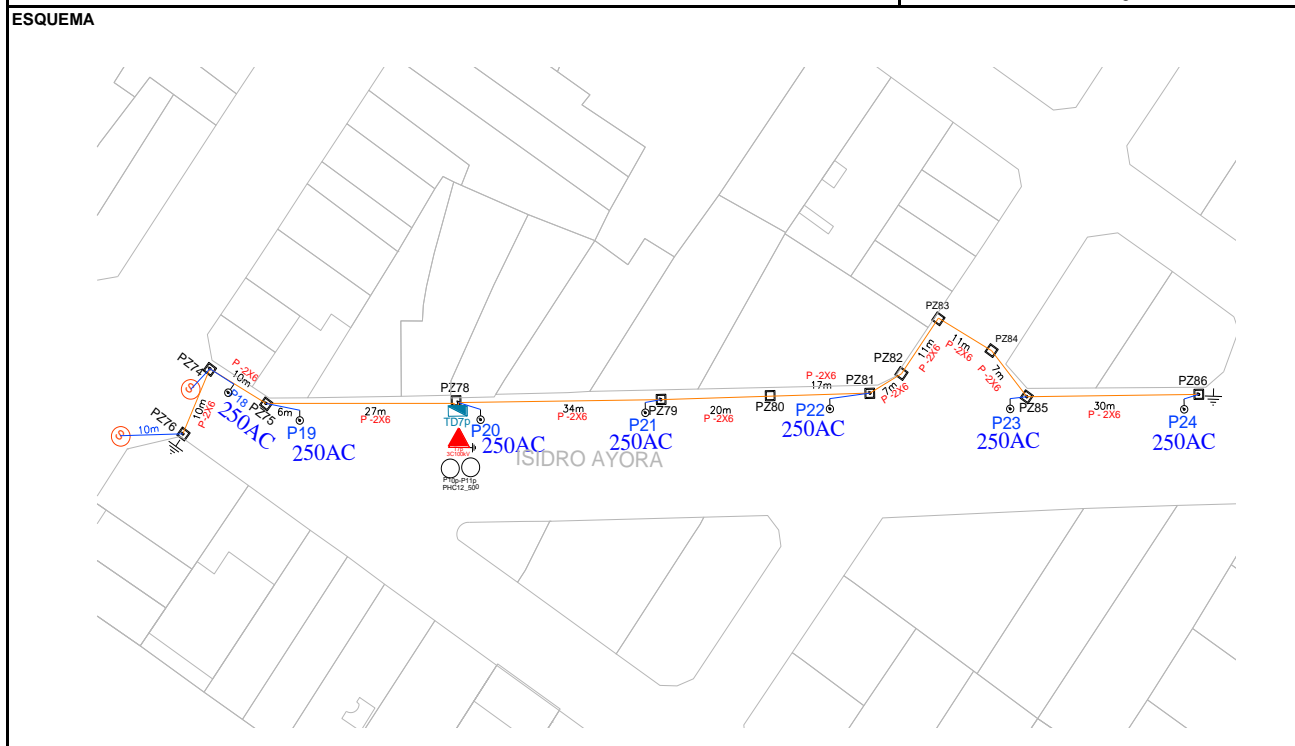 ESQUEMA
PZ83
PZ84
11m
P -2X6
11m
P -2X6
PZ82
7m
P -2X6
7m
P -2X6
PZ74
P -2X6
10m
P18
250AC
PZ75
PZ76
10m
P-2X6
S
S
10m
6m
P19
250AC
27m
P -2X6
PZ78
TD7p
3C100kV
P10p-P11p
PHC12_500
P20
250AC
34m
P -2X6
PZ79
P21
250AC
20m
P -2X6
PZ80
P -2X6
17m
PZ81
P22
250AC
PZ85
P23
250AC
30m
P - 2X6
PZ86
P24
250AC
ISIDRO AYORA